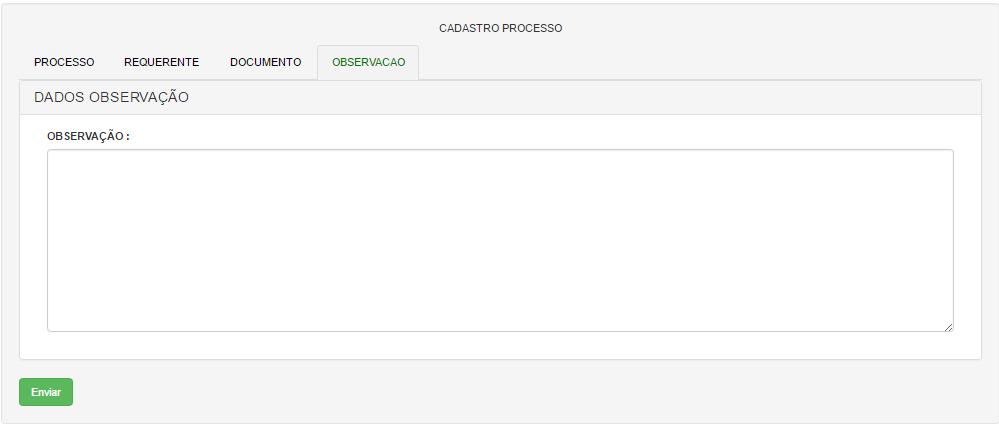 CADASTRO PROCESSO
PROCESSO REQUERENTE DOCUMENTO OBSERVACAO
DADOS OBSERVAÇÃO
OBSERVAÇÃO :
Enviar